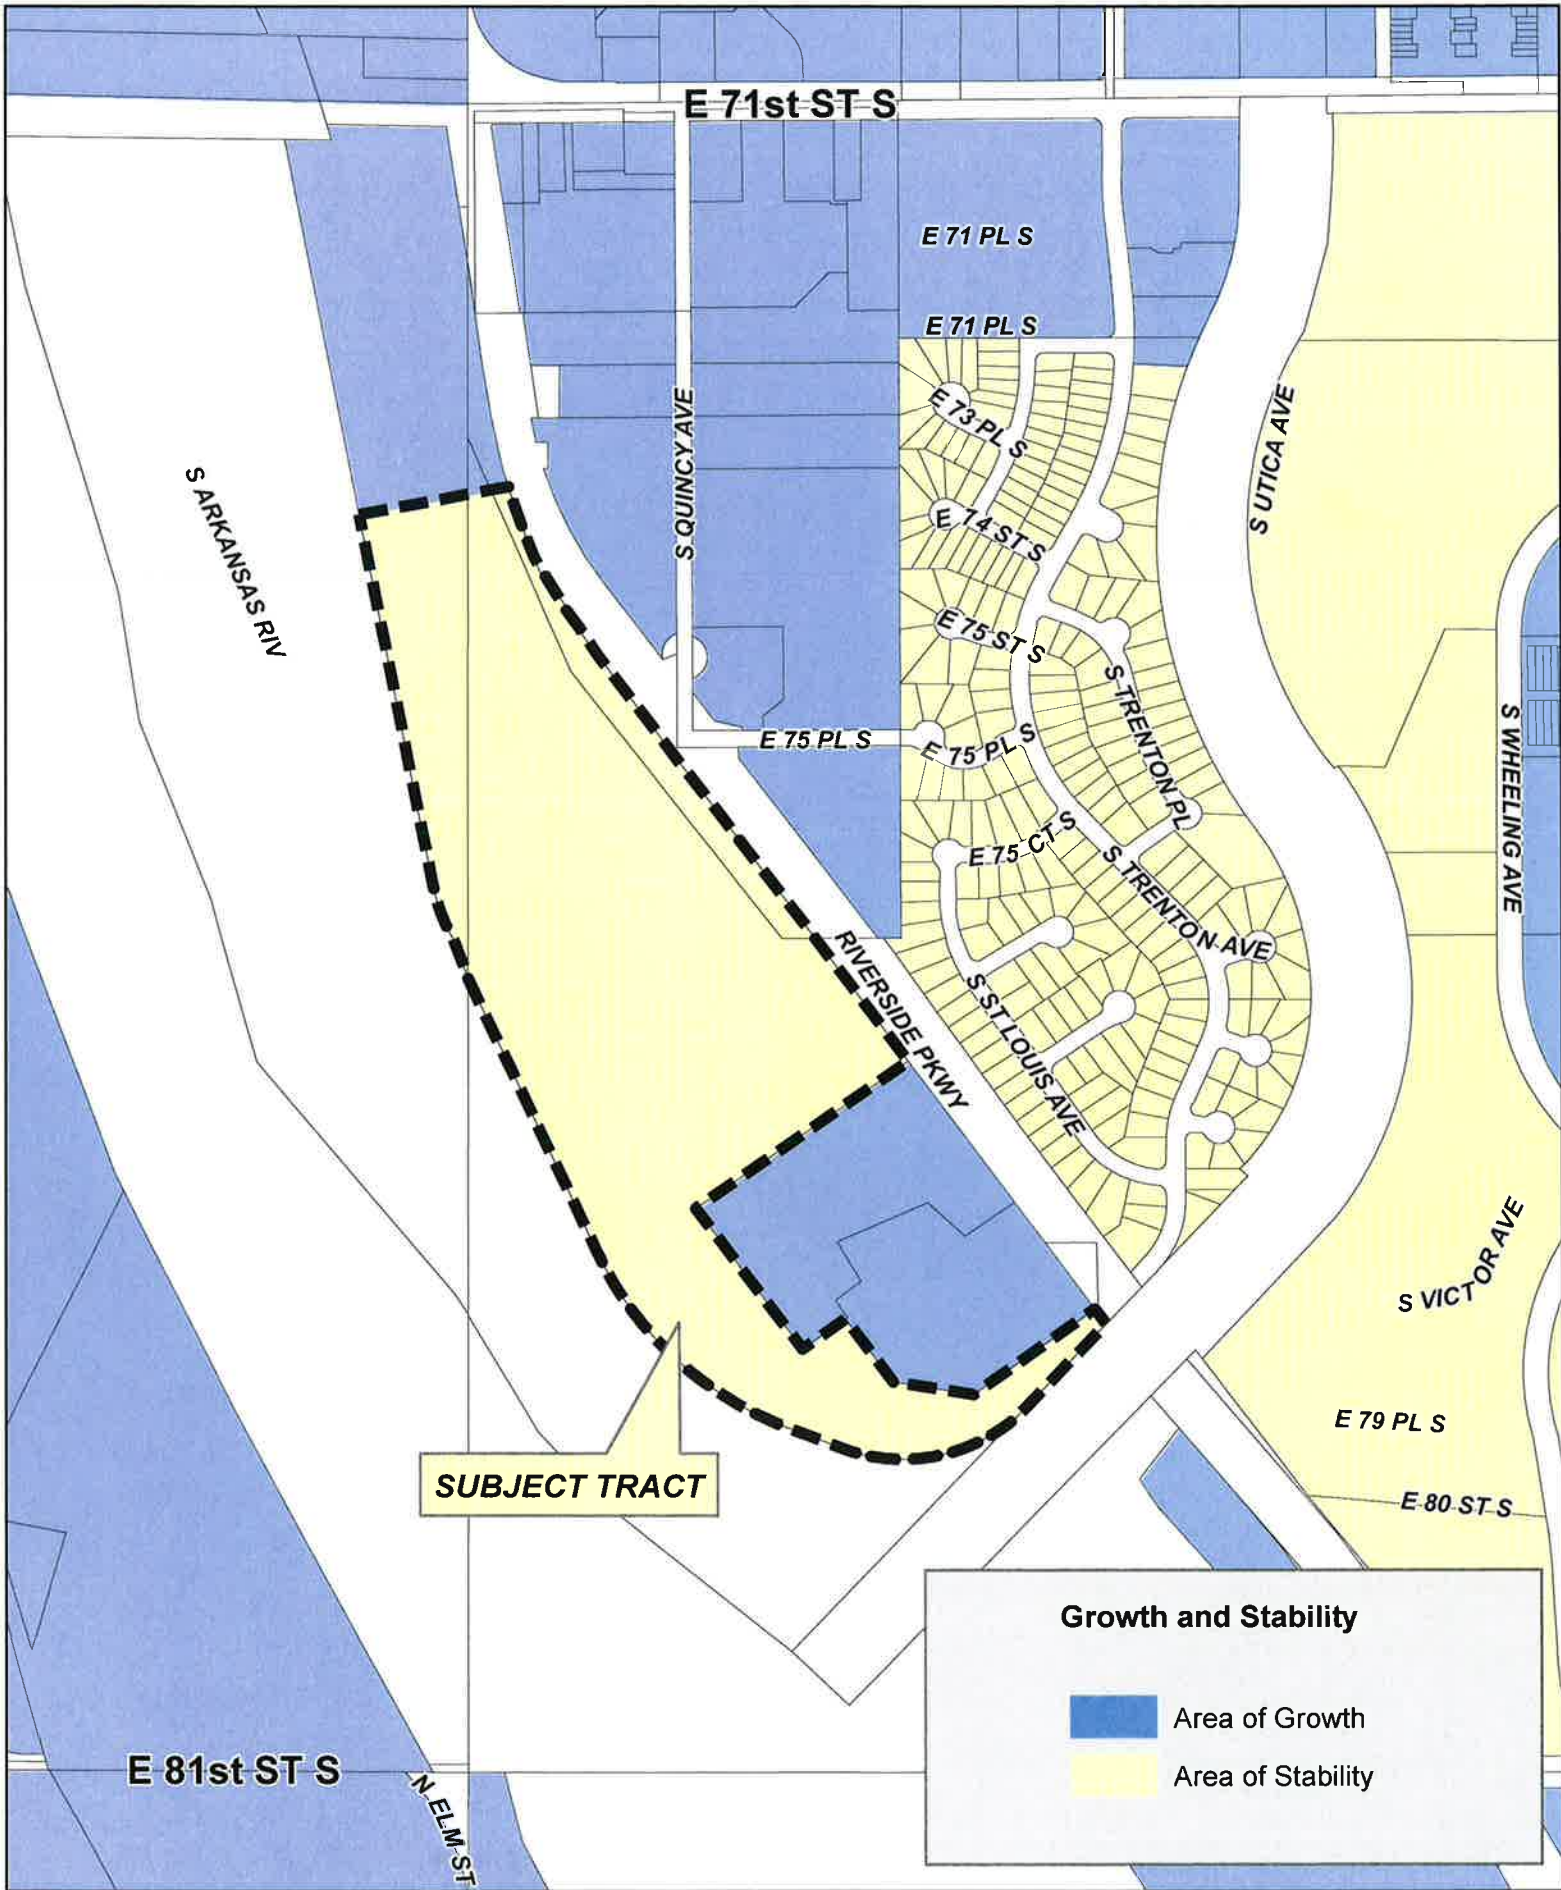 E 71st ST S
E 71 PL S
E 71 PL S
E 73 PL S
S QUINCY AVE
S UTICA AVE
S ARKANSAS RIV
E 74 ST S
E 75 ST S
S TRENTON PL
E 75 PL S
E 75 PL S
S WHEELING AVE
E 75 CT S
S TRENTON AVE
RIVERSIDE PKWY
S ST LOUIS AVE
S VICTOR AVE
E 79 PL S
SUBJECT TRACT
E 80 ST S
Growth and Stability
Area of Growth
Area of Stability
E 81st ST S
N ELM ST